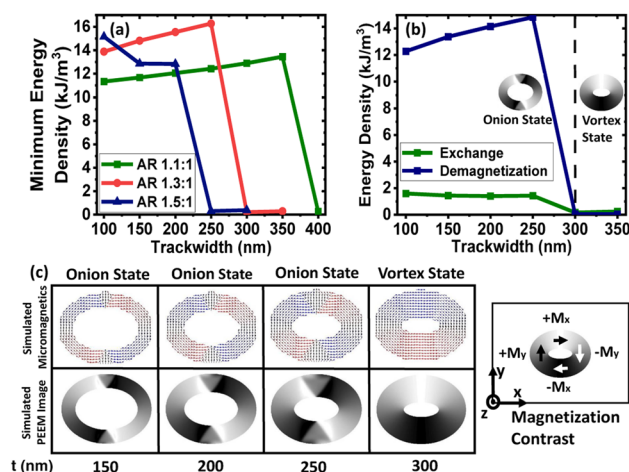 (a)
Minimum Energy
Density (kJ/m³)
16
14
12
10
8
6
4
2
0
AR 1.1:1
AR 1.3:1
AR 1.5:1
100 150 200 250 300 350 400
Trackwidth (nm)
(b)
Energy Density (kJ/m³)
14
12
10
8
6
4
2
0
Onion State
Vortex
State
Exchange
Demagnetization
100 150 200 250 300 350
Trackwidth (nm)
(c)
Onion State Onion State Onion State Vortex State
Simulated
Micromagnetics
Simulated
PEEM Image
t (nm) 150 200 250 300
+Mx
+My -My
-Mx
y
z x
Magnetization
Contrast